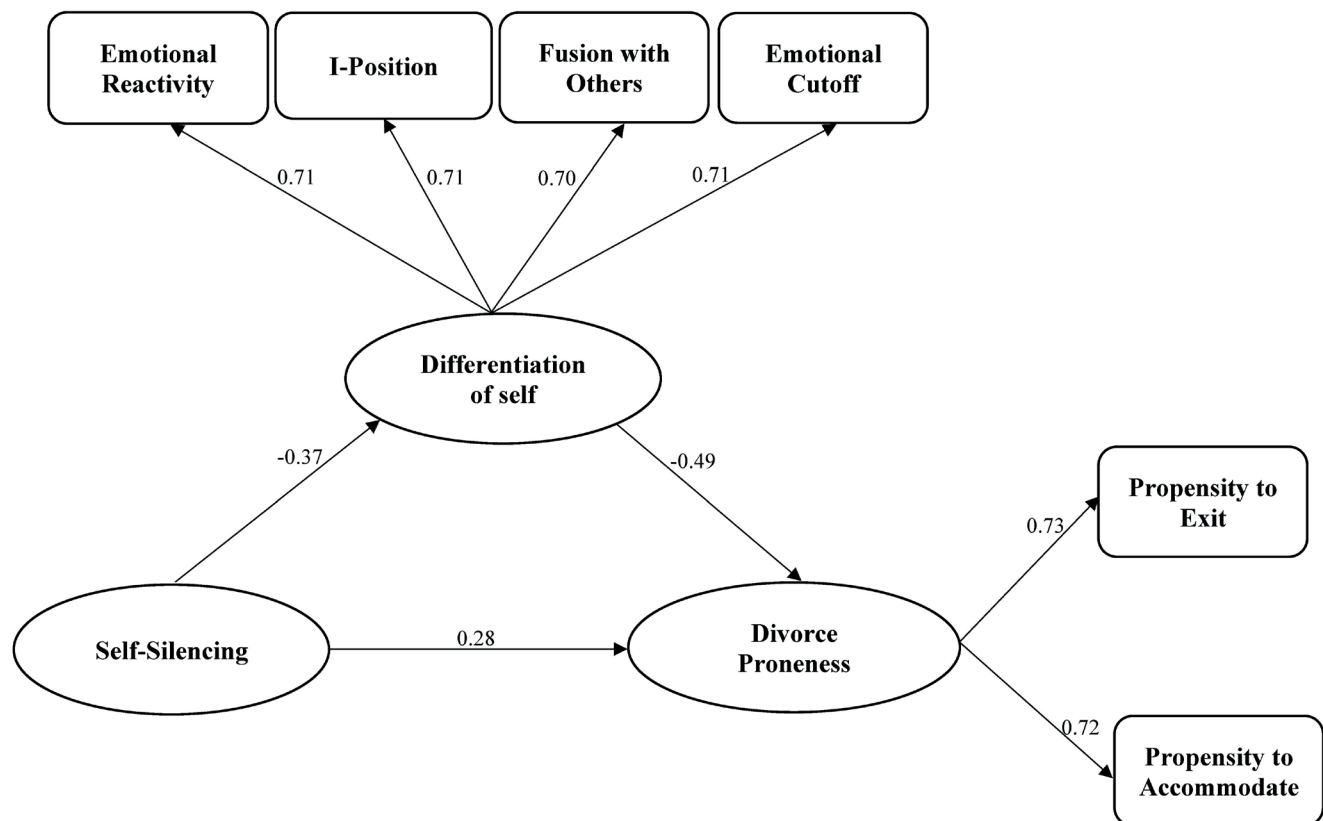 Emotional
Reactivity
I-Position
Fusion with
Others
Emotional
Cutoff
0.71
0.71
0.70
0.71
Differentiation
of self
-0.37
-0.49
Propensity to
Exit
0.73
Self-Silencing
0.28
Divorce
Proneness
0.72
Propensity to
Accommodate